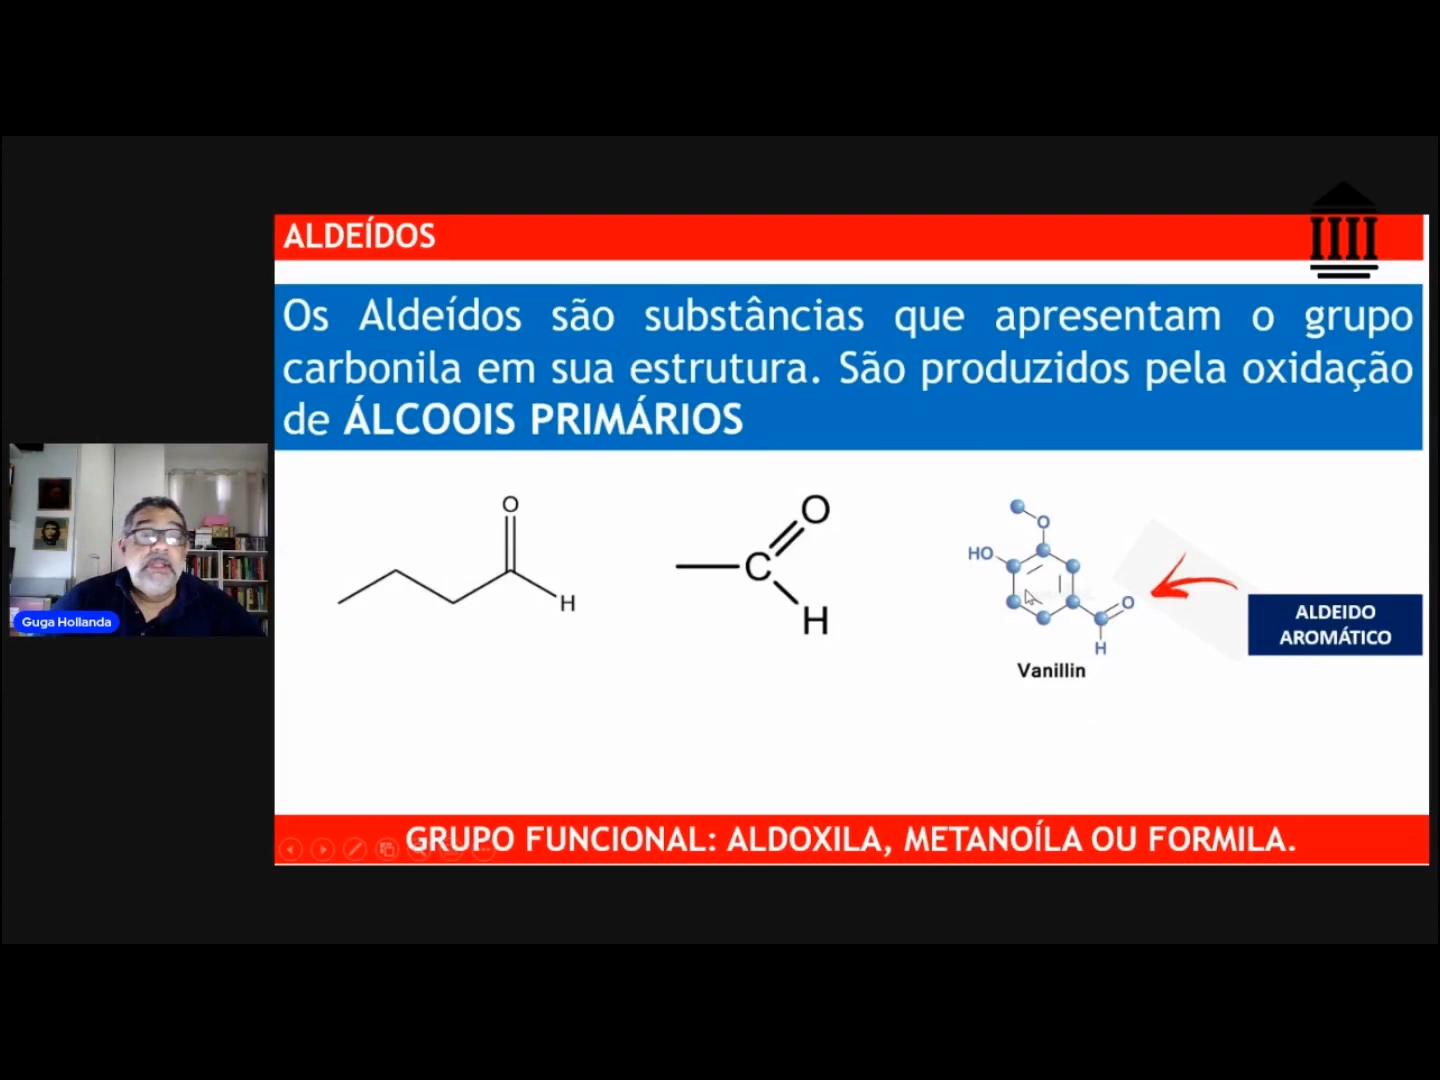 ALDEÍDOS
Os Aldeídos são substâncias que apresentam o grupo
carbonila em sua estrutura. São produzidos pela oxidação
de ÁLCOOIS PRIMÁRIOS
O
H
C
O
H
O
HO
O
H
Vanillin
ALDEIDO
AROMÁTICO
Guga Hollanda
GRUPO FUNCIONAL: ALDOXILA, METANOÍLA OU FORMILA.